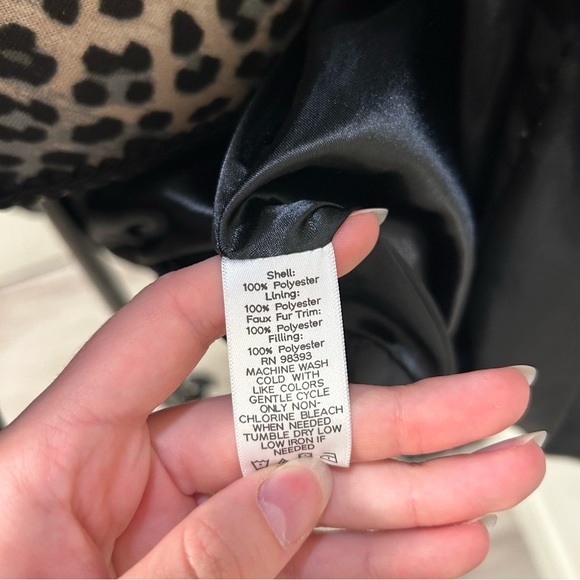 Shell:
100% Polyester
Lining:
100% Polyester
Faux Fur Trim:
100% Polyester
Filling:
100% Polyester
RN 98393
MACHINE WASH
COLD WITH
LIKE COLORS
GENTLE CYCLE
ONLY NON-
CHLORINE BLEACH
WHEN NEEDED
TUMBLE DRY LOW
LOW IRON IF
NEEDED